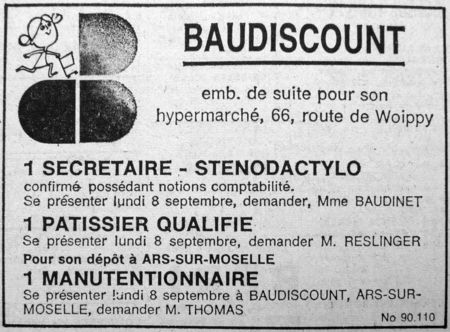 BAUDISCOUNT
emb. de suite pour son
hypermarché, 66, route de Woippy
1 SECRETAIRE - STENODACTYLO
confirmé possédant notions comptabilité.
Se présenter lundi 8 septembre, demander, Mme BAUDINET
1 PATISSIER QUALIFIE
Se présenter lundi 8 septembre, demander M. RESLINGER
Pour son dépôt à ARS-SUR-MOSELLE
1 MANUTENTIONNAIRE
Se présenter lundi 8 septembre à BAUDISCOUNT, ARS-SUR-
MOSELLE, demander M. THOMAS
No 90.110